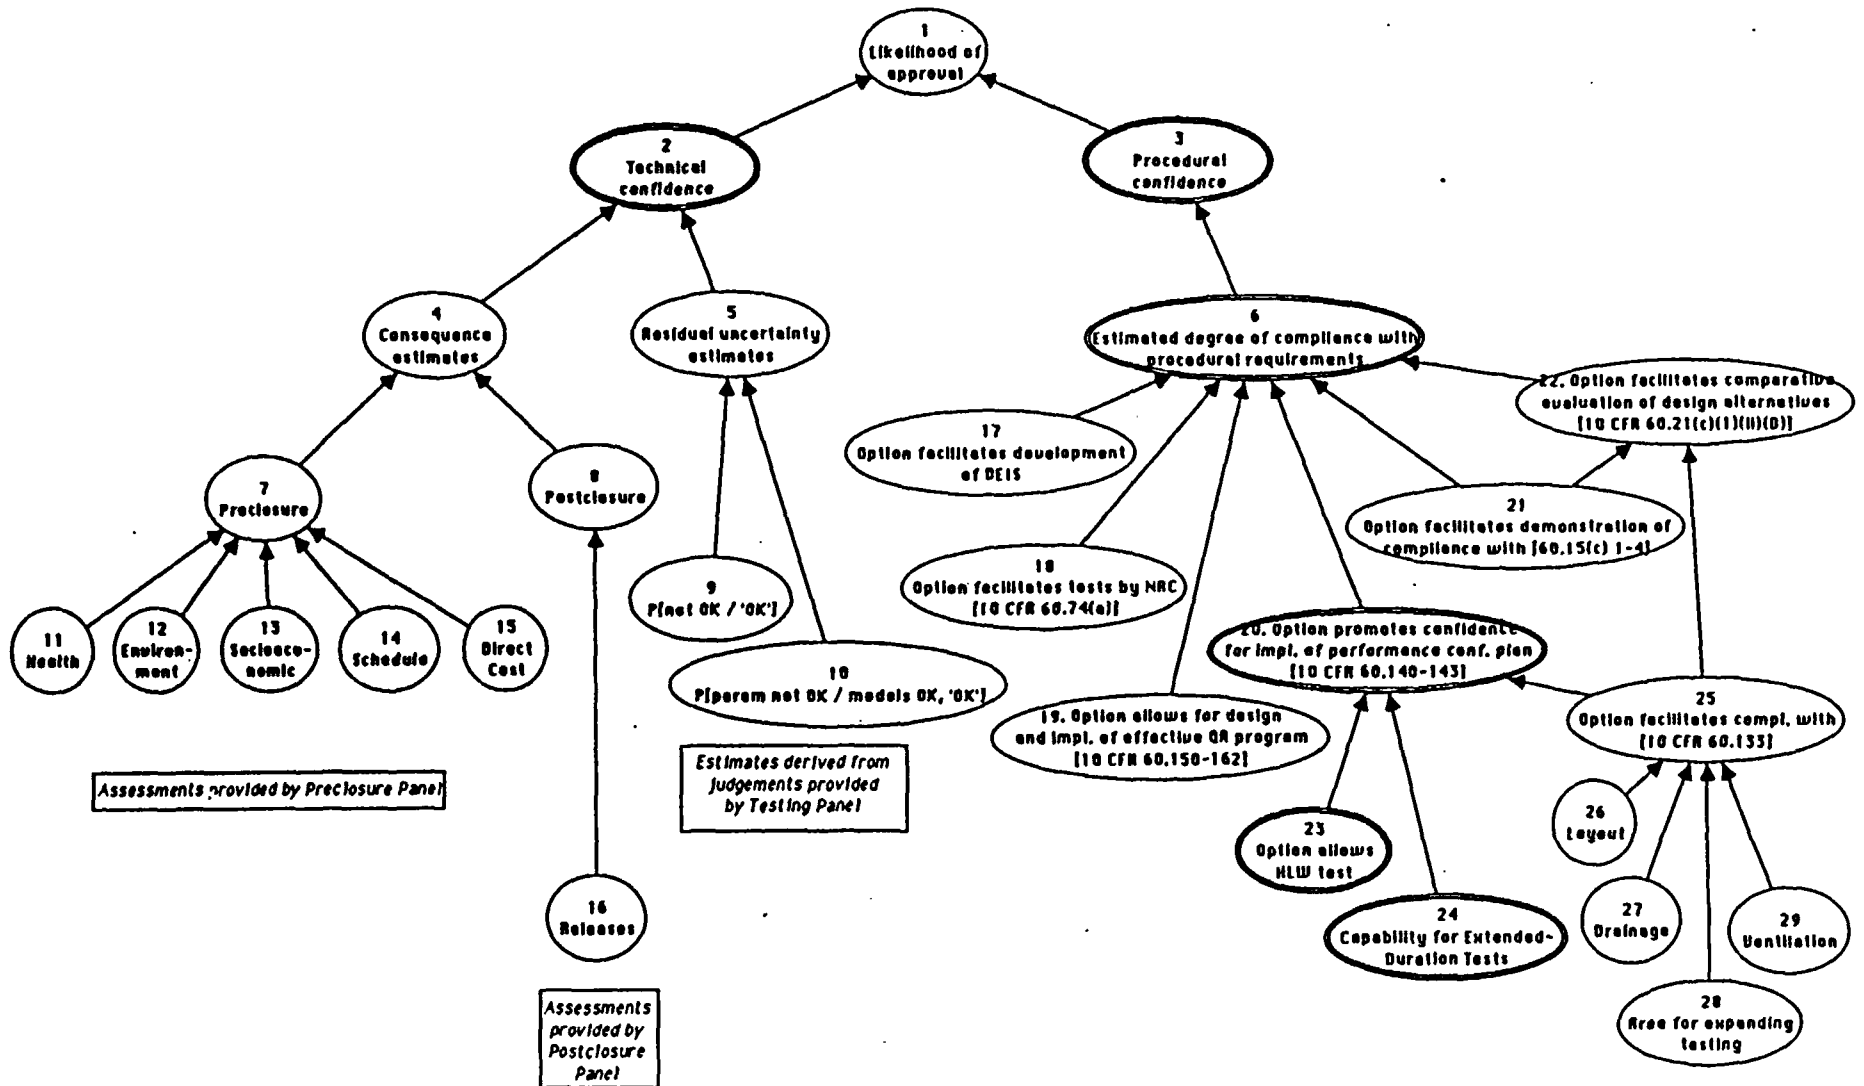 1
Likelihood of
approval
2
Technical
confidence
3
Procedural
confidence
4
Consequence
estimates
5
Residual uncertainty
estimates
6
Estimated degree of compliance with
procedural requirements
22. Option facilitates comparative
evaluation of design alternatives
[10 CFR 60.21(c)(1)(ii)(D)]
17
Option facilitates development
of DEIS
7
Preclosure
8
Postclosure
21
Option facilitates demonstration of
compliance with [60.15(c) 1-4]
18
Option facilitates tests by NRC
[10 CFR 60.74(a)]
9
P[not OK / 'OK']
11
Health
12
Environ-
ment
13
Socioeco-
nomic
14
Schedule
15
Direct
Cost
20. Option promotes confidence
for impl. of performance conf. plan
[10 CFR 60.140-143]
10
P[param not OK / models OK, 'OK']
19. Option allows for design
and impl. of effective QA program
[10 CFR 60.150-162]
25
Option facilitates compl. with
[10 CFR 60.133]
Assessments provided by Preclosure Panel
Estimates derived from
judgements provided
by Testing Panel
26
Layout
23
Option allows
HLW test
16
Releases
24
Capability for Extended-
Duration Tests
27
Drainage
29
Ventilation
28
Area for expanding
testing
Assessments
provided by
Postclosure
Panel